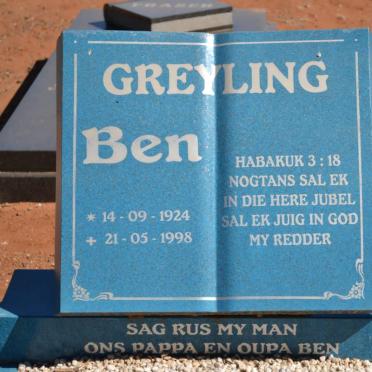 FRASER
GREYLING
Ben
* 14 - 09 - 1924
+ 21 - 05 - 1998
HABAKUK 3 : 18
NOGTANS SAL EK
IN DIE HERE JUBEL
SAL EK JUIG IN GOD
MY REDDER
SAG RUS MY MAN
ONS PAPPA EN OUPA BEN